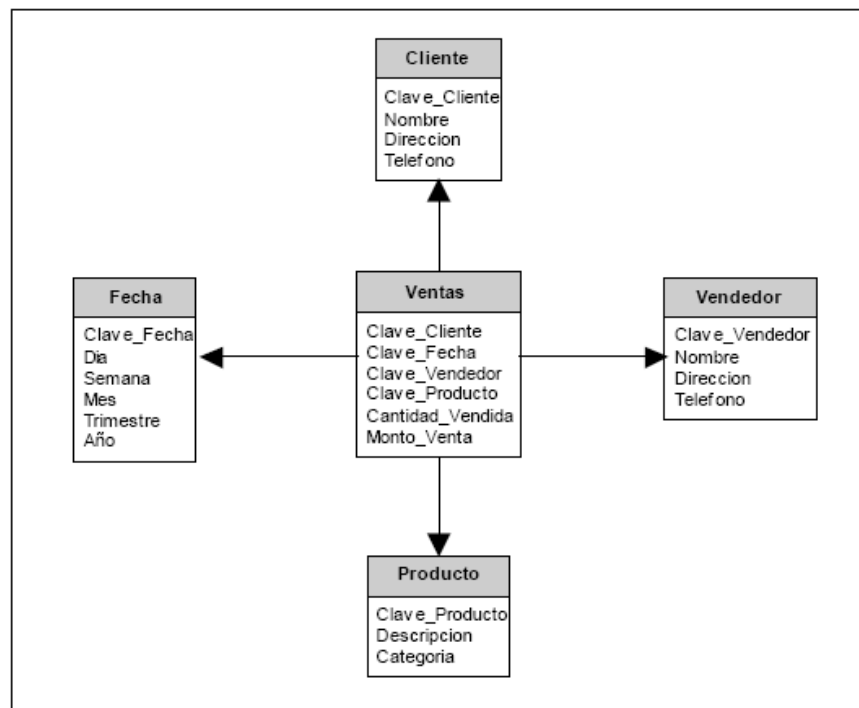 Cliente
Clave_Cliente
Nombre
Direccion
Telefono
Fecha
Clave_Fecha
Dia
Semana
Mes
Trimestre
Año
Ventas
Clave_Cliente
Clave_Fecha
Clave_Vendedor
Clave_Producto
Cantidad_Vendida
Monto_Venta
Vendedor
Clave_Vendedor
Nombre
Direccion
Telefono
Producto
Clave_Producto
Descripcion
Categoria